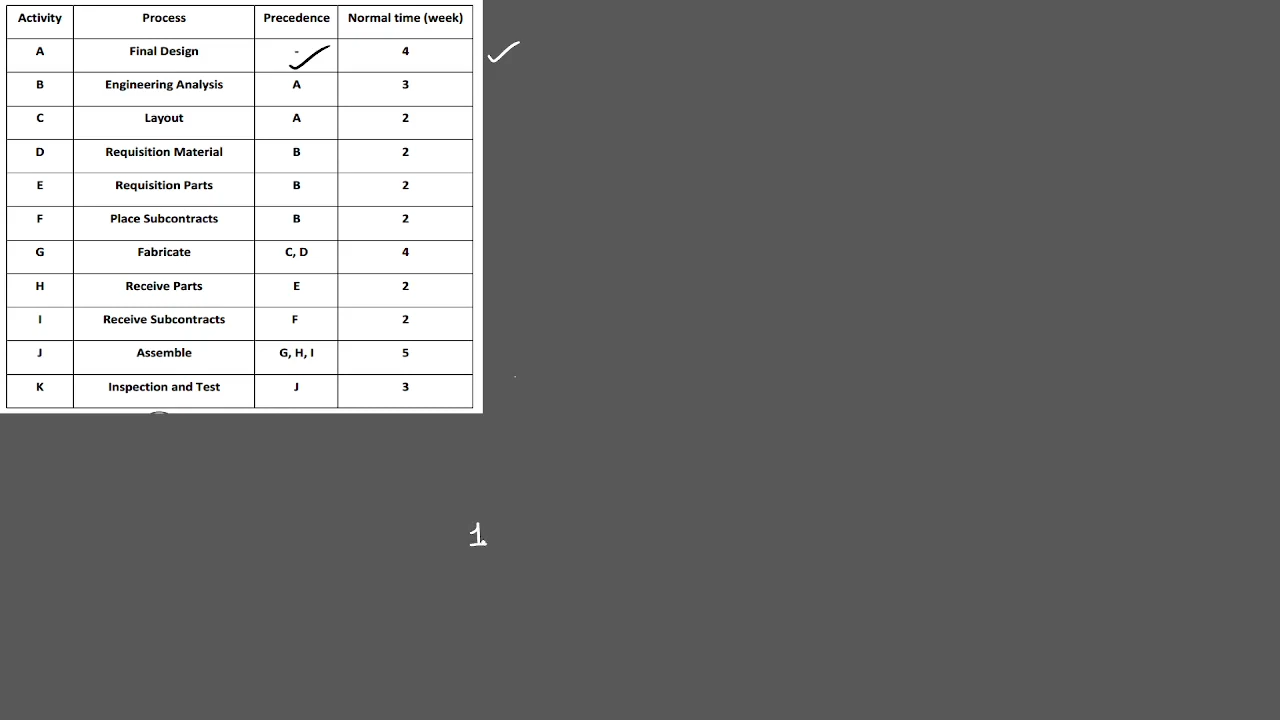 Activity Process Precedence Normal time (week)
A Final Design - 4
B Engineering Analysis A 3
C Layout A 2
D Requisition Material B 2
E Requisition Parts B 2
F Place Subcontracts B 2
G Fabricate C, D 4
H Receive Parts E 2
I Receive Subcontracts F 2
J Assemble G, H, I 5
K Inspection and Test J 3
1